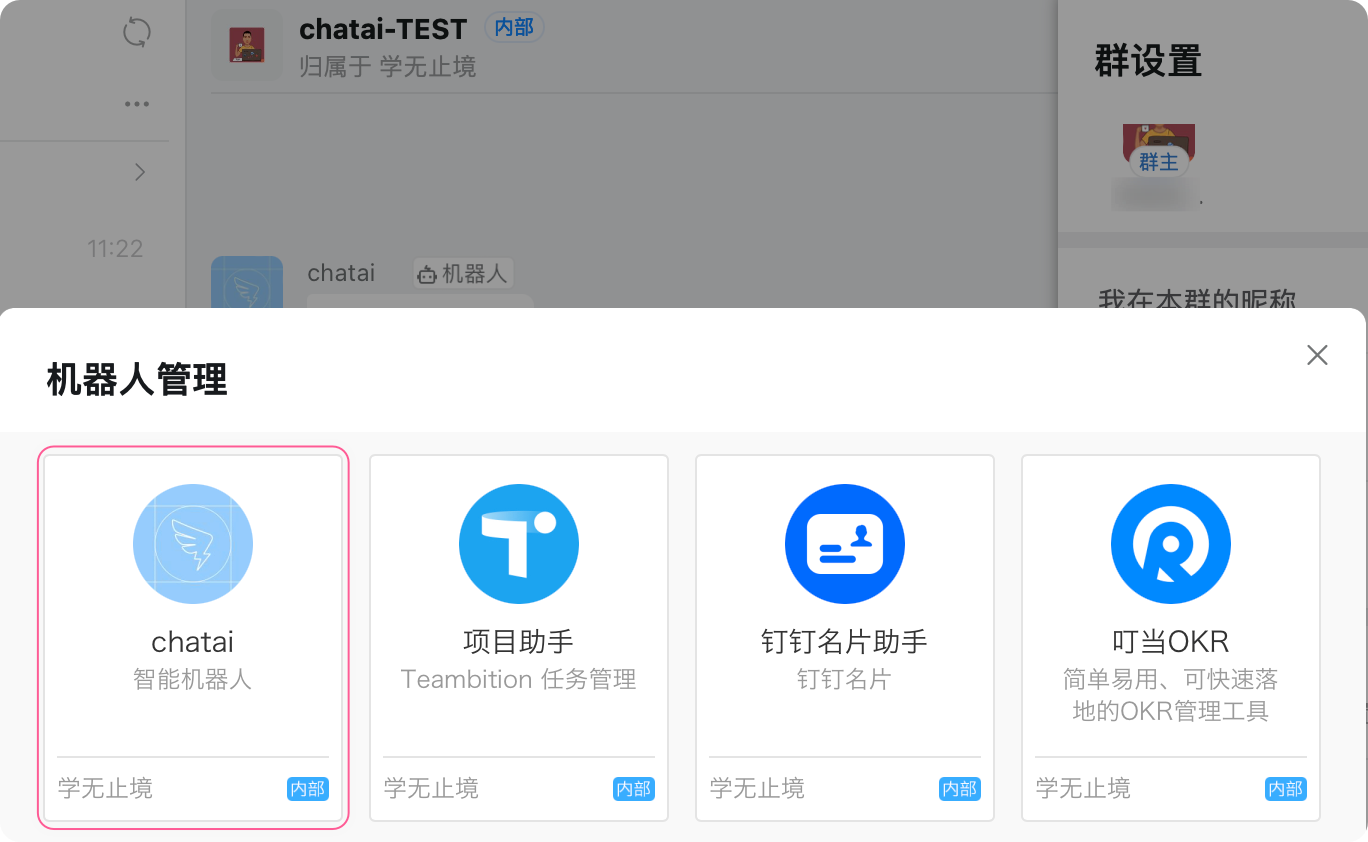 chatai-TEST 内部
归属于 学无止境
群设置
群主
11:22
chatai 机器人
我在本群的昵称
机器人管理
chatai
智能机器人
学无止境 内部
项目助手
Teambition 任务管理
学无止境 内部
钉钉名片助手
钉钉名片
学无止境 内部
叮当OKR
简单易用、可快速落
地的OKR管理工具
学无止境 内部